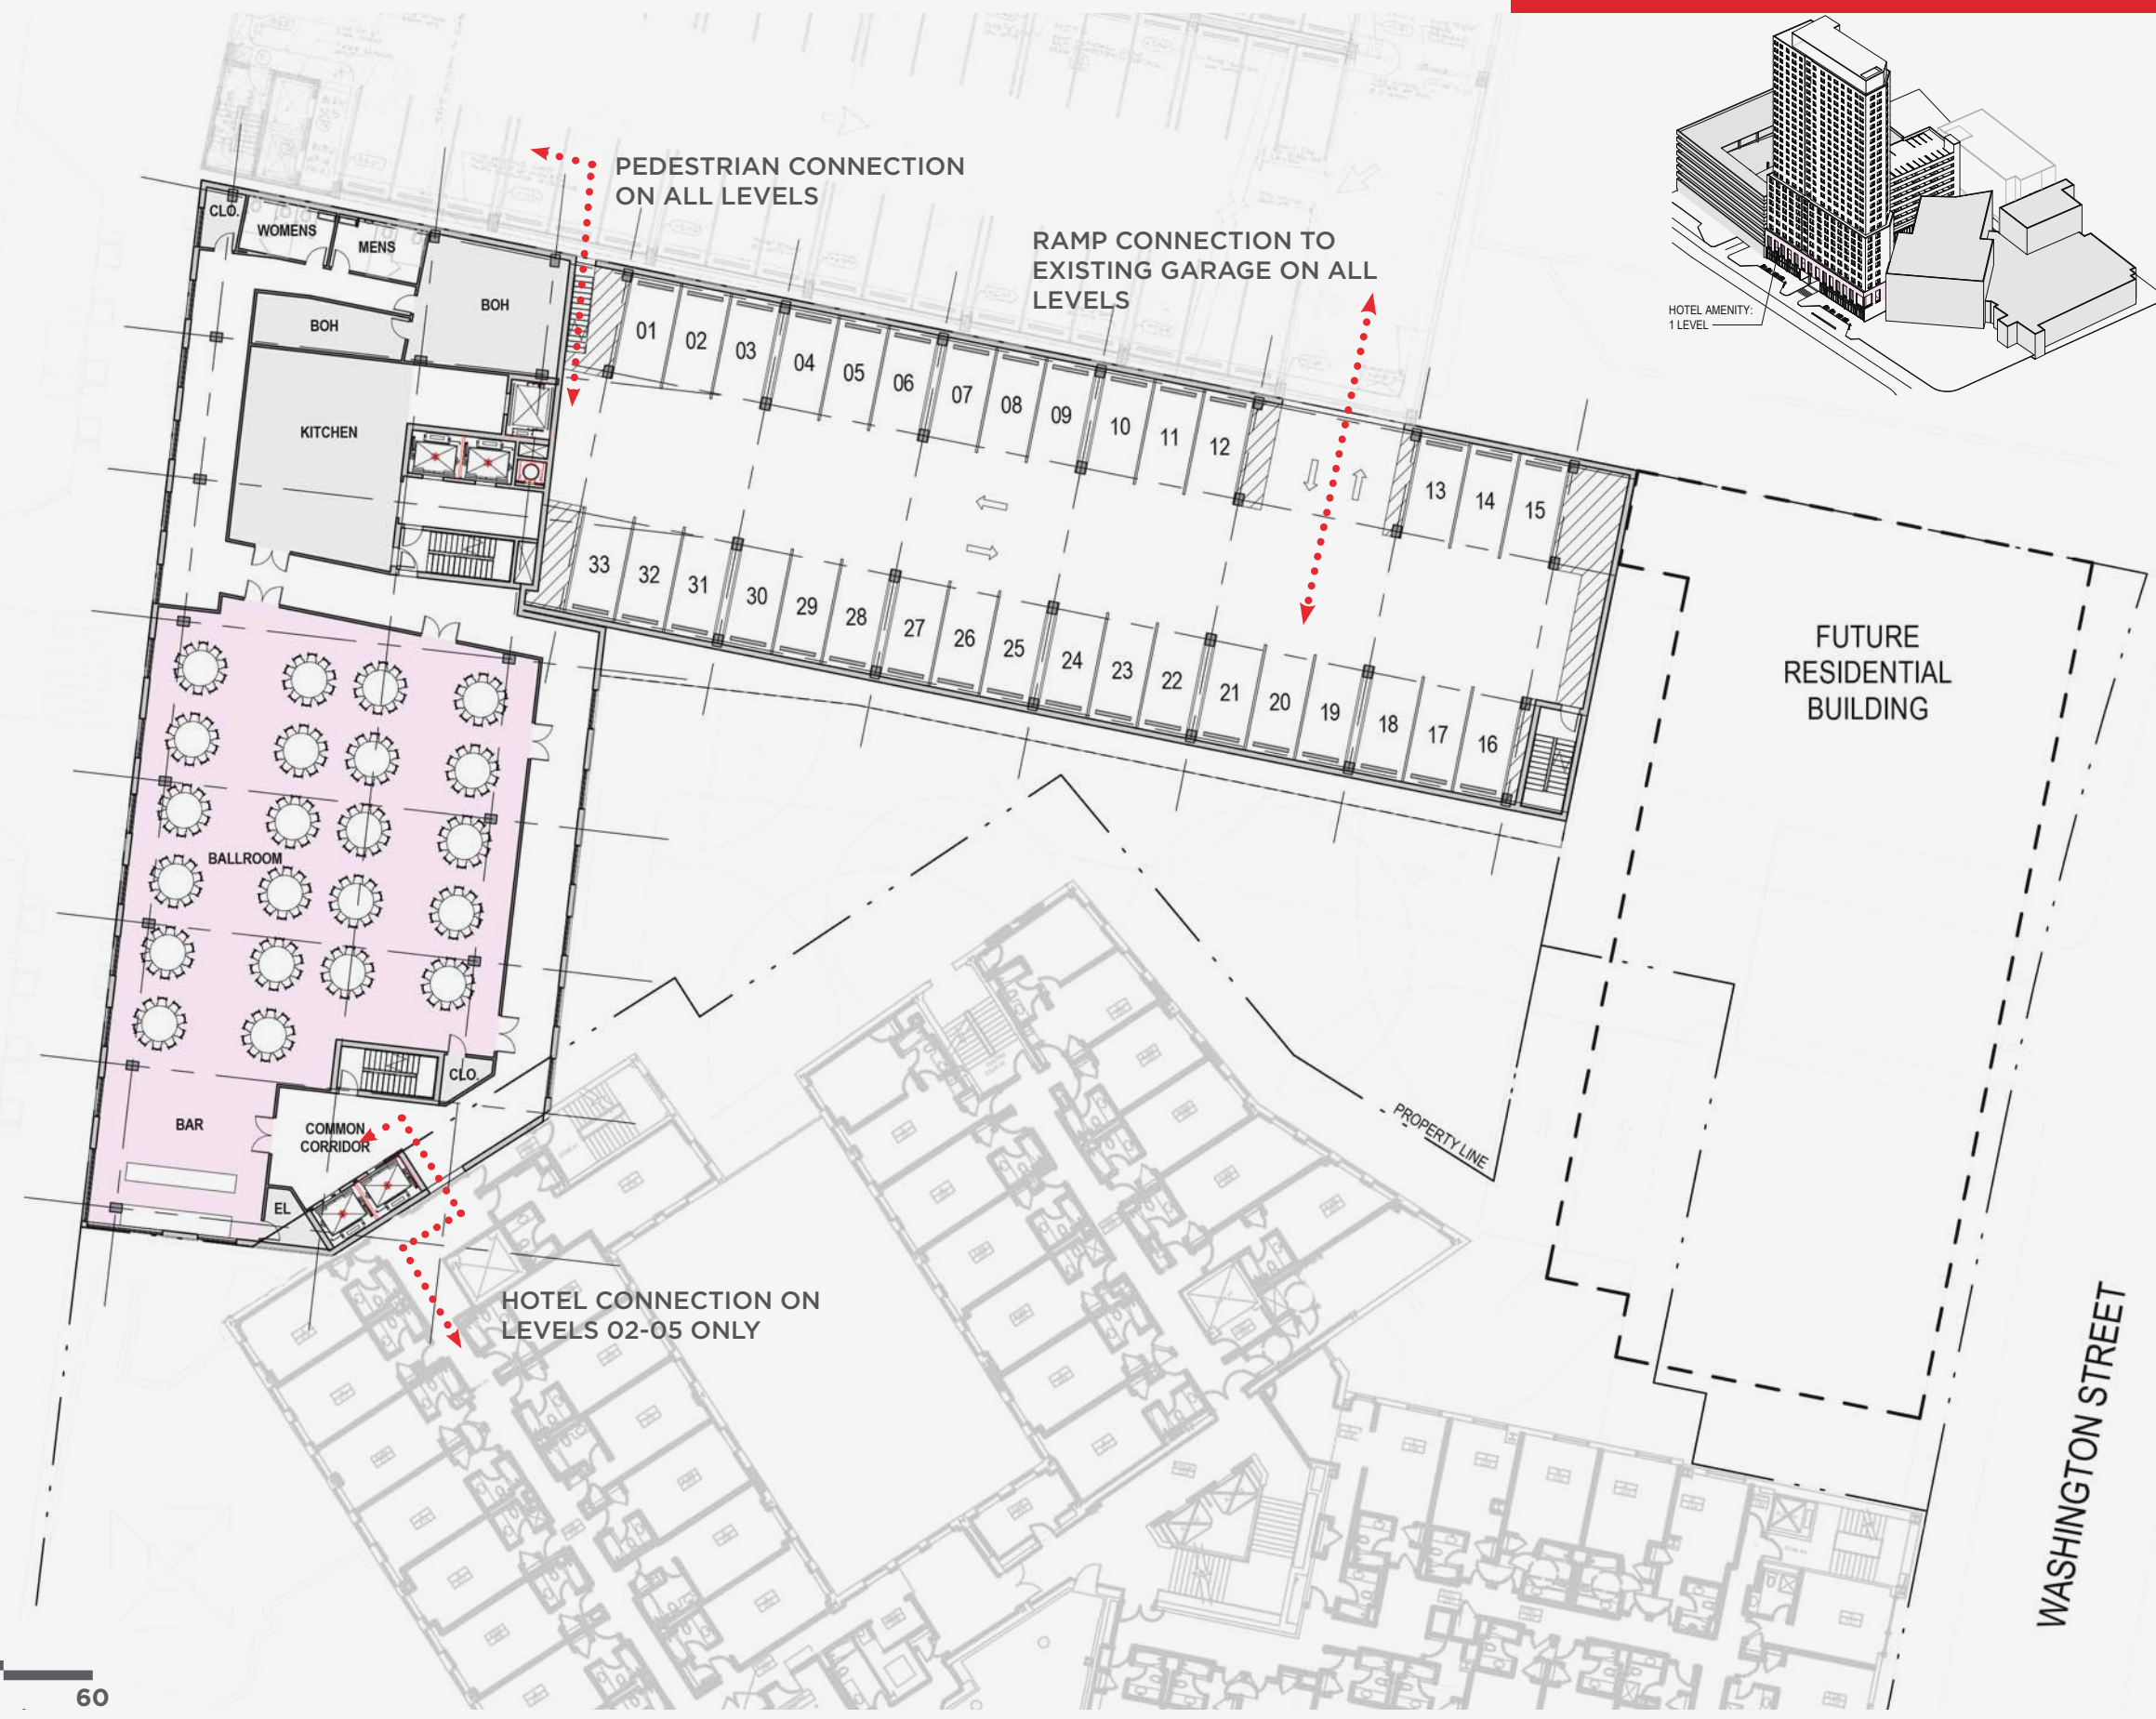 PEDESTRIAN CONNECTION
ON ALL LEVELS
RAMP CONNECTION TO
EXISTING GARAGE ON ALL
LEVELS
HOTEL AMENITY:
1 LEVEL
CLO.
WOMENS
MENS
BOH
BOH
KITCHEN
01
02
03
04
05
06
07
08
09
10
11
12
13
14
15
33
32
31
30
29
28
27
26
25
24
23
22
21
20
19
18
17
16
FUTURE
RESIDENTIAL
BUILDING
BALLROOM
CLO.
BAR
COMMON
CORRIDOR
EL
PROPERTY LINE
HOTEL CONNECTION ON
LEVELS 02-05 ONLY
WASHINGTON STREET
60